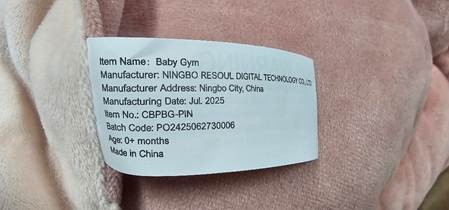 Item Name: Baby Gym
Manufacturer: NINGBO RESOUL DIGITAL TECHNOLOGY CO.,LTD
Manufacturer Address: Ningbo City, China
Manufacturing Date: Jul. 2025
Item No.: CBPBG-PIN
Batch Code: PO2425062730006
Age: 0+ months
Made in China